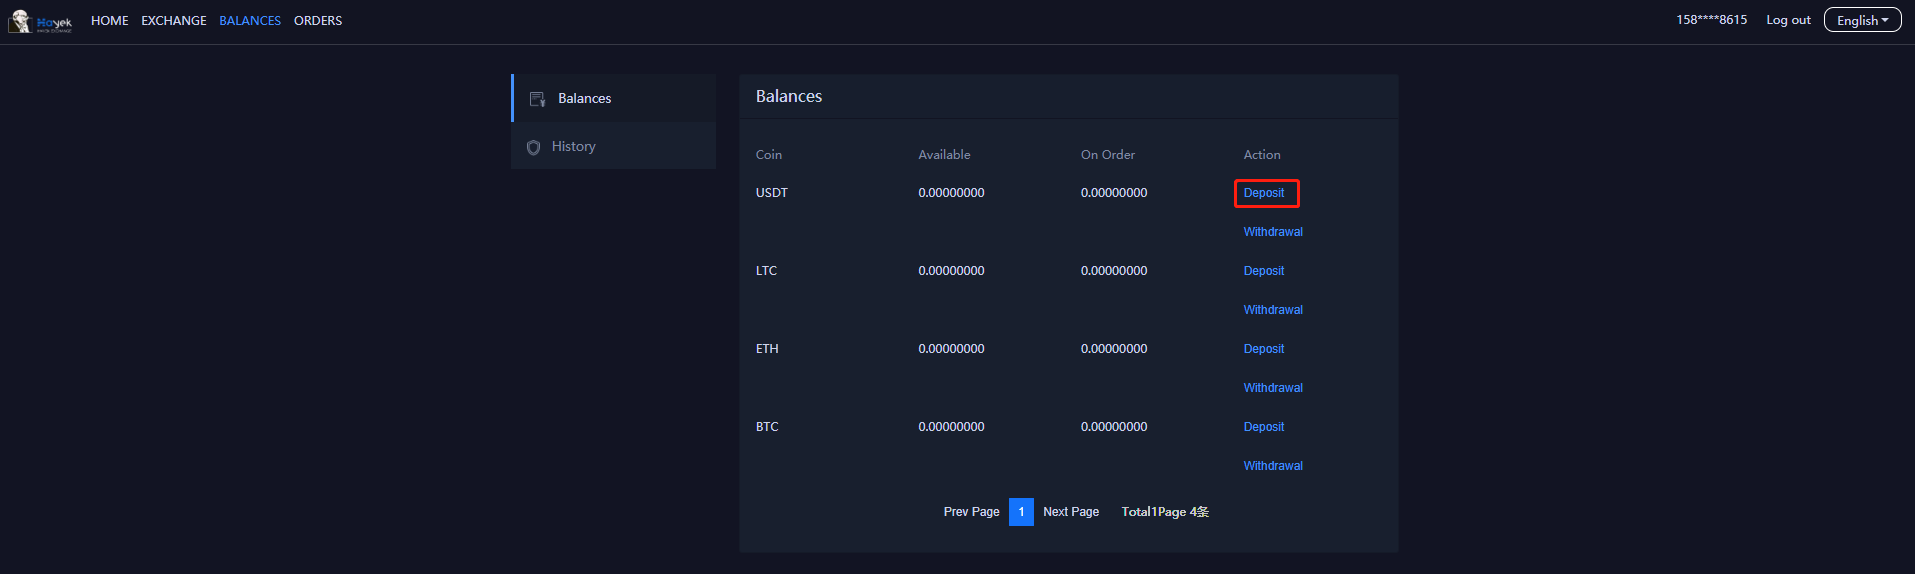 Hayek HOME EXCHANGE BALANCES ORDERS 158****8615 Log out English
HAYEK EXCHANGE
Balances
History
Balances
Coin Available On Order Action
USDT 0.00000000 0.00000000 Deposit
Withdrawal
LTC 0.00000000 0.00000000 Deposit
Withdrawal
ETH 0.00000000 0.00000000 Deposit
Withdrawal
BTC 0.00000000 0.00000000 Deposit
Withdrawal
Prev Page 1 Next Page Total1Page 4条